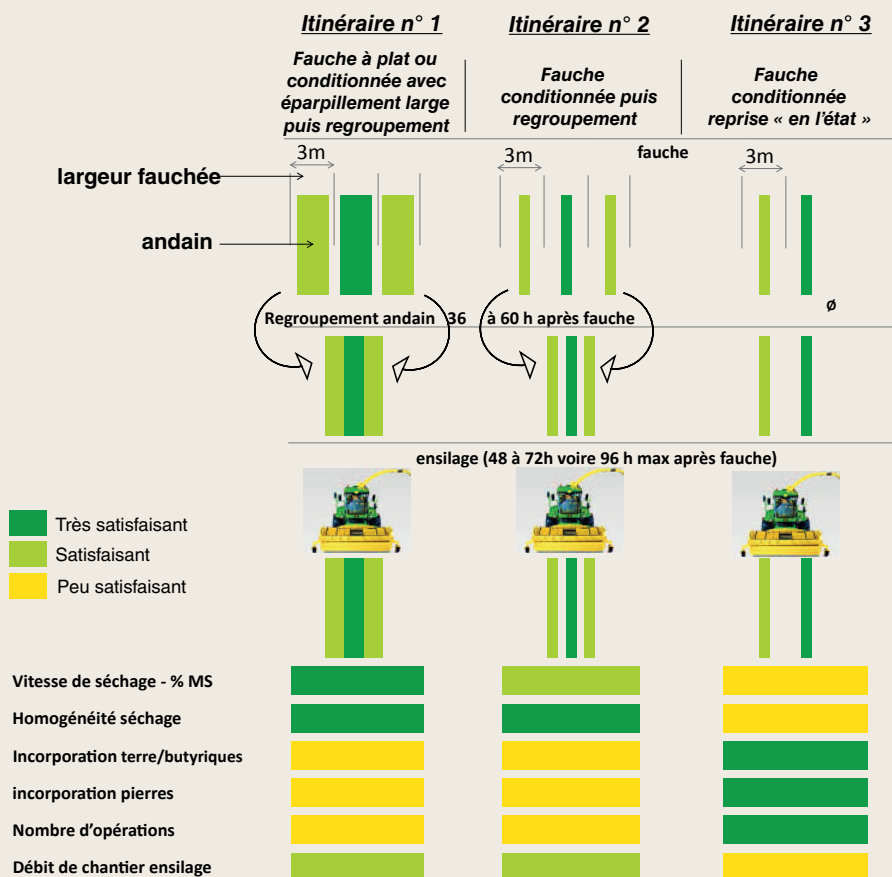 Itinéraire n° 1
Fauche à plat ou
conditionnée avec
éparpillement large
puis regroupement
Itinéraire n° 2
Fauche
conditionnée puis
regroupement
Itinéraire n° 3
Fauche
conditionnée
reprise « en l'état »
3m
3m
fauche
3m
largeur fauchée
andain
Regroupement andain 36 à 60 h après fauche
Ø
ensilage (48 à 72h voire 96 h max après fauche)
Très satisfaisant
Satisfaisant
Peu satisfaisant
Vitesse de séchage - % MS
Homogénéité séchage
Incorporation terre/butyriques
incorporation pierres
Nombre d'opérations
Débit de chantier ensilage